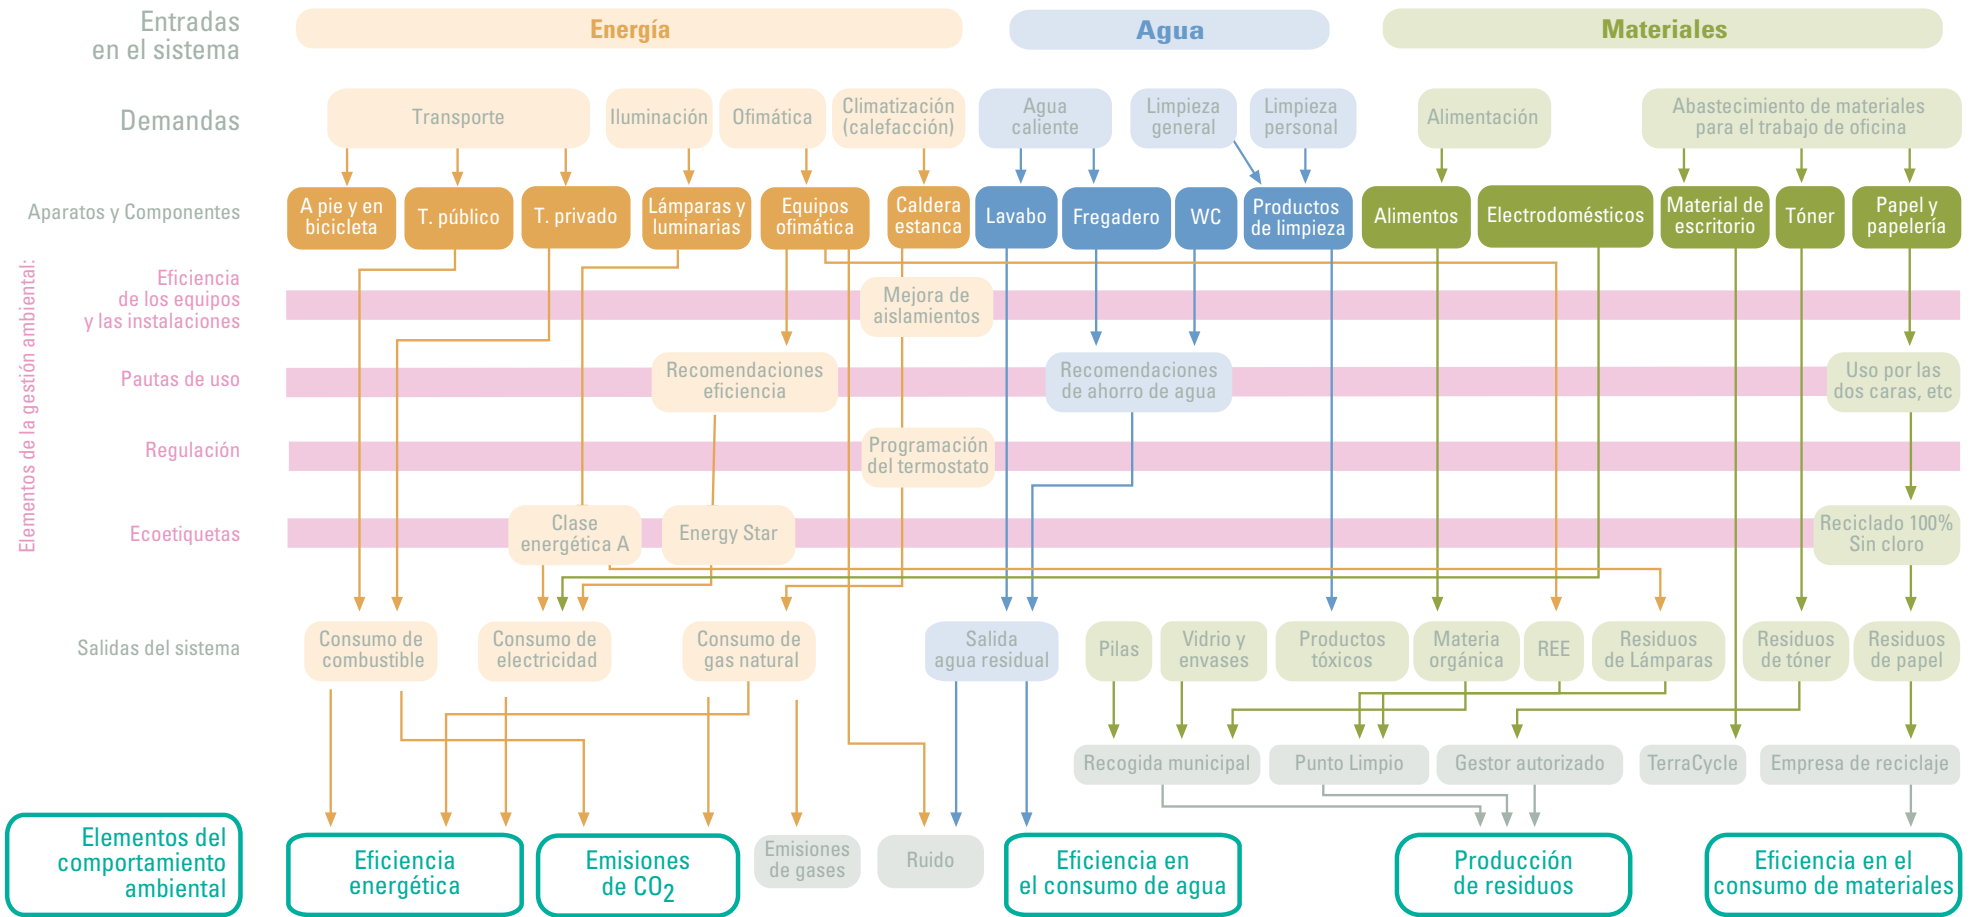 Entradas
en el sistema
Energía
Agua
Materiales
Demandas
Transporte
Iluminación
Ofimática
Climatización
(calefacción)
Agua
caliente
Limpieza
general
Limpieza
personal
Alimentación
Abastecimiento de materiales
para el trabajo de oficina
Aparatos y Componentes
A pie y en
bicicleta
T. público
T. privado
Lámparas y
luminarias
Equipos
ofimática
Caldera
estanca
Lavabo
Fregadero
WC
Productos
de limpieza
Alimentos
Electrodomésticos
Material de
escritorio
Tóner
Papel y
papelería
Elementos de la gestión ambiental:
Eficiencia
de los equipos
y las instalaciones
Mejora de
aislamientos
Pautas de uso
Recomendaciones
eficiencia
Recomendaciones
de ahorro de agua
Uso por las
dos caras, etc
Regulación
Programación
del termostato
Ecoetiquetas
Clase
energética A
Energy Star
Reciclado 100%
Sin cloro
Salidas del sistema
Consumo de
combustible
Consumo de
electricidad
Consumo de
gas natural
Salida
agua residual
Pilas
Vidrio y
envases
Productos
tóxicos
Materia
orgánica
REE
Residuos
de Lámparas
Residuos
de tóner
Residuos
de papel
Recogida municipal
Punto Limpio
Gestor autorizado
TerraCycle
Empresa de reciclaje
Elementos del
comportamiento
ambiental
Eficiencia
energética
Emisiones
de CO2
Emisiones
de gases
Ruido
Eficiencia en
el consumo de agua
Producción
de residuos
Eficiencia en el
consumo de materiales